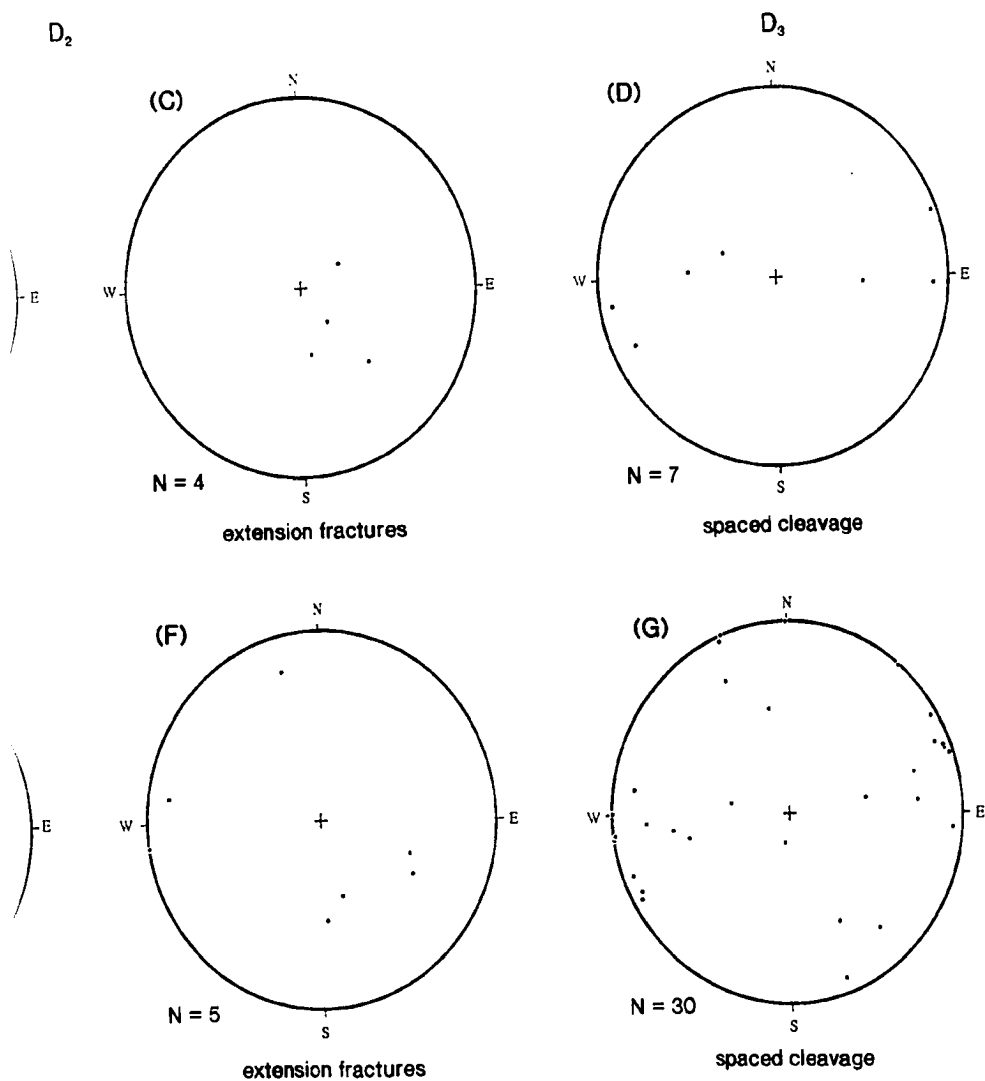 D₂
D₃
(C)
N
W
E
S
N = 4
extension fractures
(D)
N
W
E
S
N = 7
spaced cleavage
E
(F)
N
W
E
S
N = 5
extension fractures
(G)
N
W
E
S
N = 30
spaced cleavage
E